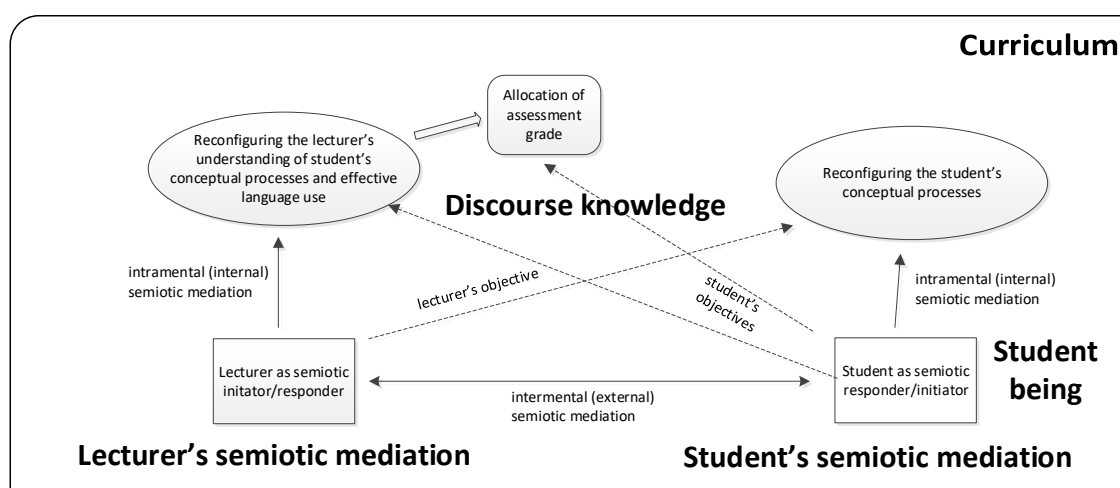 Curriculum
Allocation of
assessment
grade
Reconfiguring the lecturer's
understanding of student's
conceptual processes and effective
language use
Reconfiguring the student's
conceptual processes
Discourse knowledge
intramental (internal)
semiotic mediation
lecturer's objective
student's
objectives
intramental (internal)
semiotic mediation
Lecturer as semiotic
initator/responder
intermental (external)
semiotic mediation
Student as semiotic
responder/initiator
Student
being
Lecturer's semiotic mediation
Student's semiotic mediation